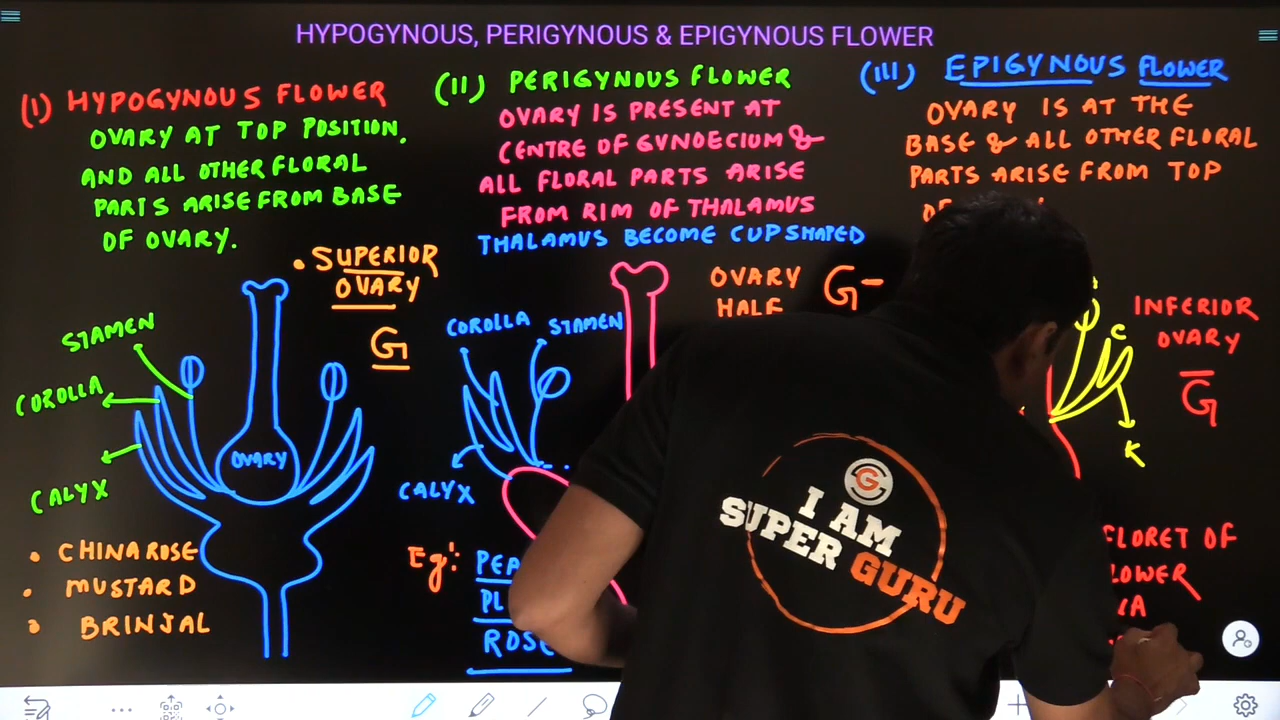 HYPOGYNOUS, PERIGYNOUS & EPIGYNOUS FLOWER
(I) HYPOGYNOUS FLOWER
OVARY AT TOP POSITION.
AND ALL OTHER FLORAL
PARTS ARISE FROM BASE
OF OVARY.
• SUPERIOR
OVARY
G
STAMEN
COROLLA
CALYX
OVARY
• CHINA ROSE
• MUSTARD
• BRINJAL
(II) PERIGYNOUS FLOWER
OVARY IS PRESENT AT
CENTRE OF GYNOECIUM &
ALL FLORAL PARTS ARISE
FROM RIM OF THALAMUS
THALAMUS BECOME CUP SHAPED
OVARY
HALF
G-
COROLLA
STAMEN
CALYX
Eg:
ROSE
(III) EPIGYNOUS FLOWER
OVARY IS AT THE
BASE & ALL OTHER FLORAL
PARTS ARISE FROM TOP
INFERIOR
OVARY
G
C
K
FLORET OF
I AM
SUPER GURU
G